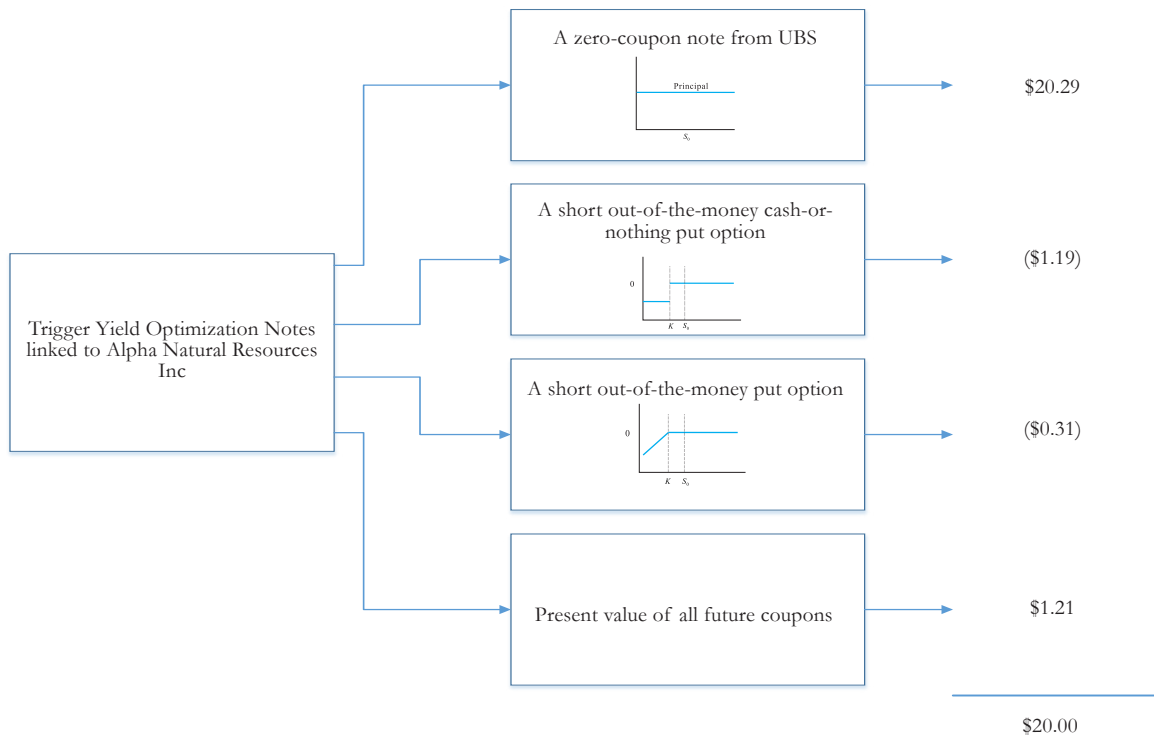 A zero-coupon note from UBS
Principal
S₀
$20.29
A short out-of-the-money cash-or-
nothing put option
0
K S₀
($1.19)
Trigger Yield Optimization Notes
linked to Alpha Natural Resources
Inc
A short out-of-the-money put option
0
K S₀
($0.31)
Present value of all future coupons
$1.21
$20.00